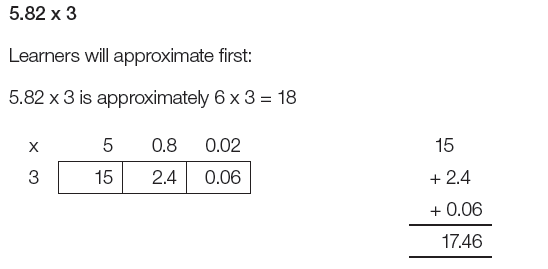 5.82 x 3
Learners will approximate first:
5.82 x 3 is approximately 6 x 3 = 18
x 5 0.8 0.02
3 15 2.4 0.06
15
+ 2.4
+ 0.06
17.46